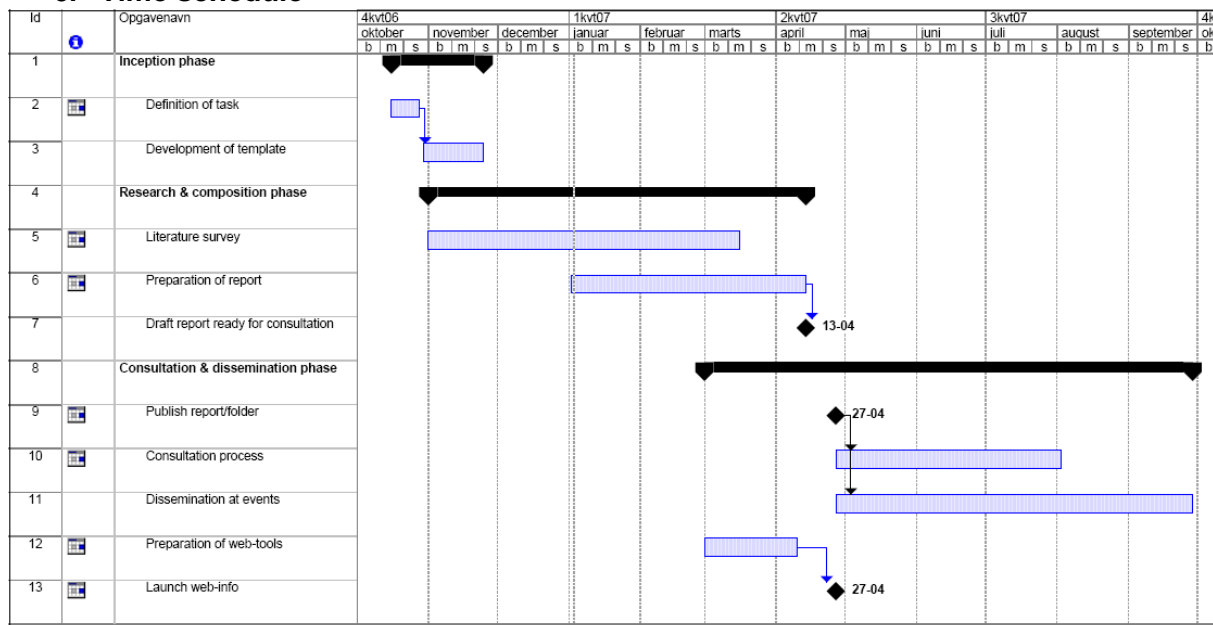 Id Opgavenavn 4kvt06 1kvt07 2kvt07 3kvt07
oktober november december januar februar marts april maj juni juli august september
b m s b m s b m s b m s b m s b m s b m s b m s b m s b m s b m s b m s b
1 Inception phase
2 Definition of task
3 Development of template
4 Research & composition phase
5 Literature survey
6 Preparation of report
7 Draft report ready for consultation 13-04
8 Consultation & dissemination phase
9 Publish report/folder 27-04
10 Consultation process
11 Dissemination at events
12 Preparation of web-tools
13 Launch web-info 27-04